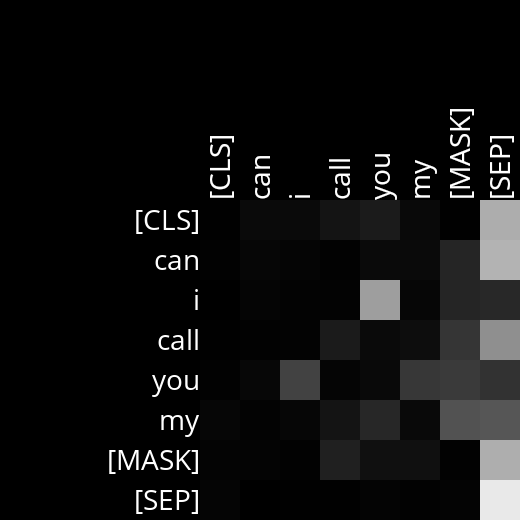 [CLS] can i call you my [MASK] [SEP]
[CLS]
can
i
call
you
my
[MASK]
[SEP]